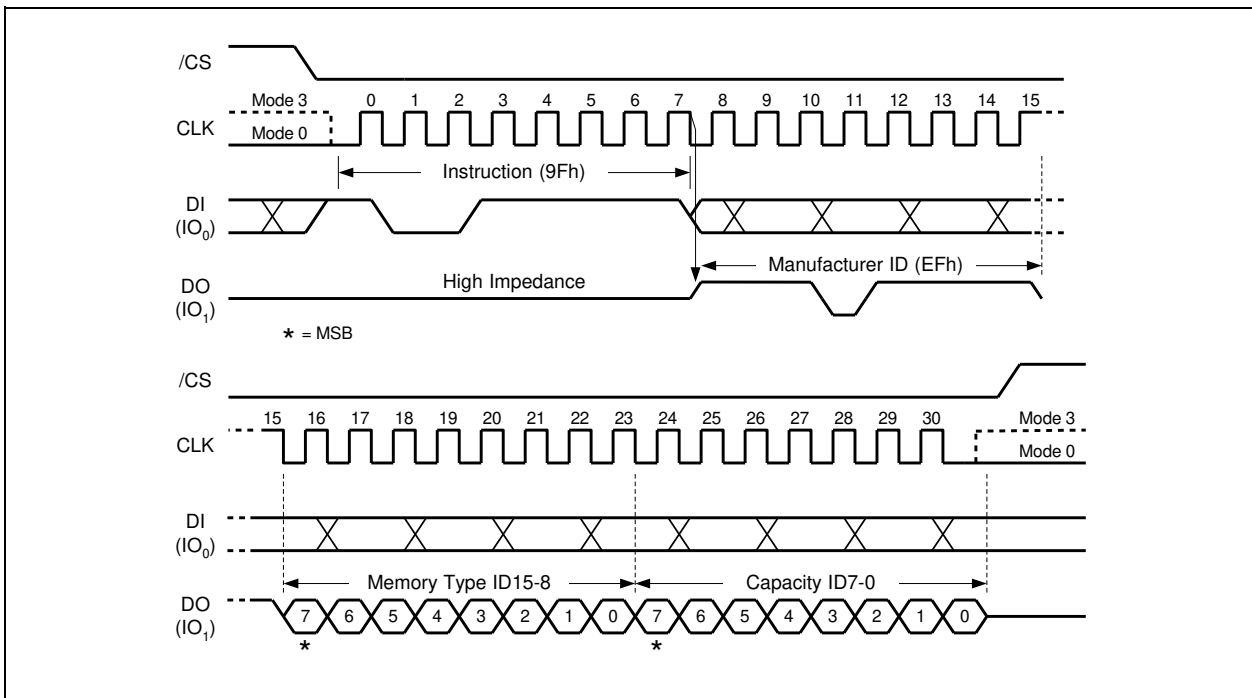 /CS
Mode 3 0 1 2 3 4 5 6 7 8 9 10 11 12 13 14 15
CLK
Mode 0
Instruction (9Fh)
DI
(IO0)
Manufacturer ID (EFh)
High Impedance
DO
(IO1)
* = MSB
/CS
15 16 17 18 19 20 21 22 23 24 25 26 27 28 29 30 Mode 3
CLK
Mode 0
DI
(IO0)
Memory Type ID15-8 Capacity ID7-0
DO
(IO1)
7 6 5 4 3 2 1 0 7 6 5 4 3 2 1 0
* *